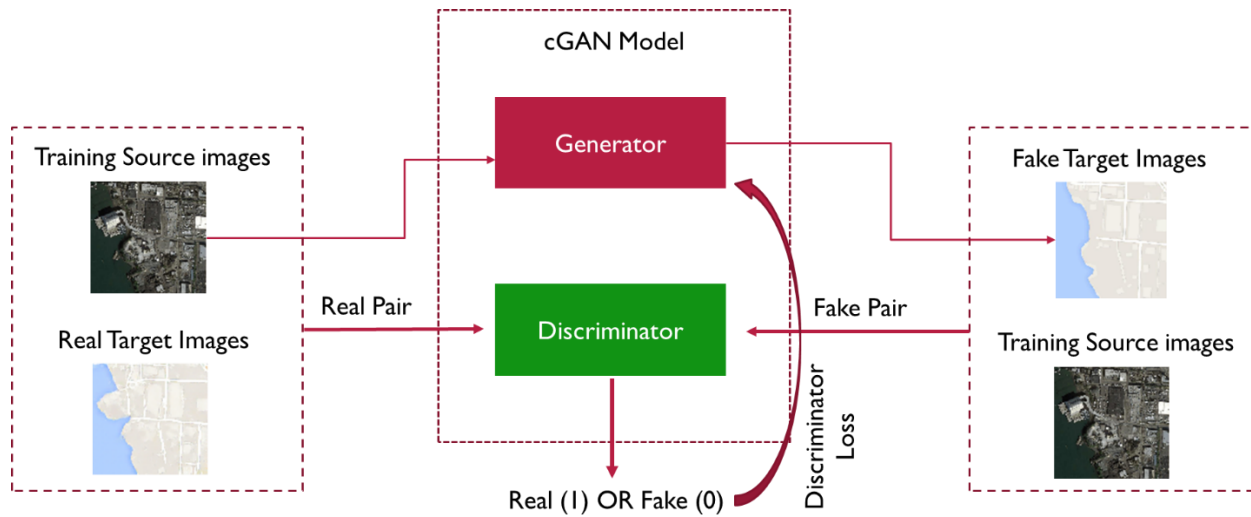 cGAN Model
Training Source images
Generator
Fake Target Images
Real Pair
Discriminator
Fake Pair
Real Target Images
Training Source images
Discriminator
Loss
Real (1) OR Fake (0)